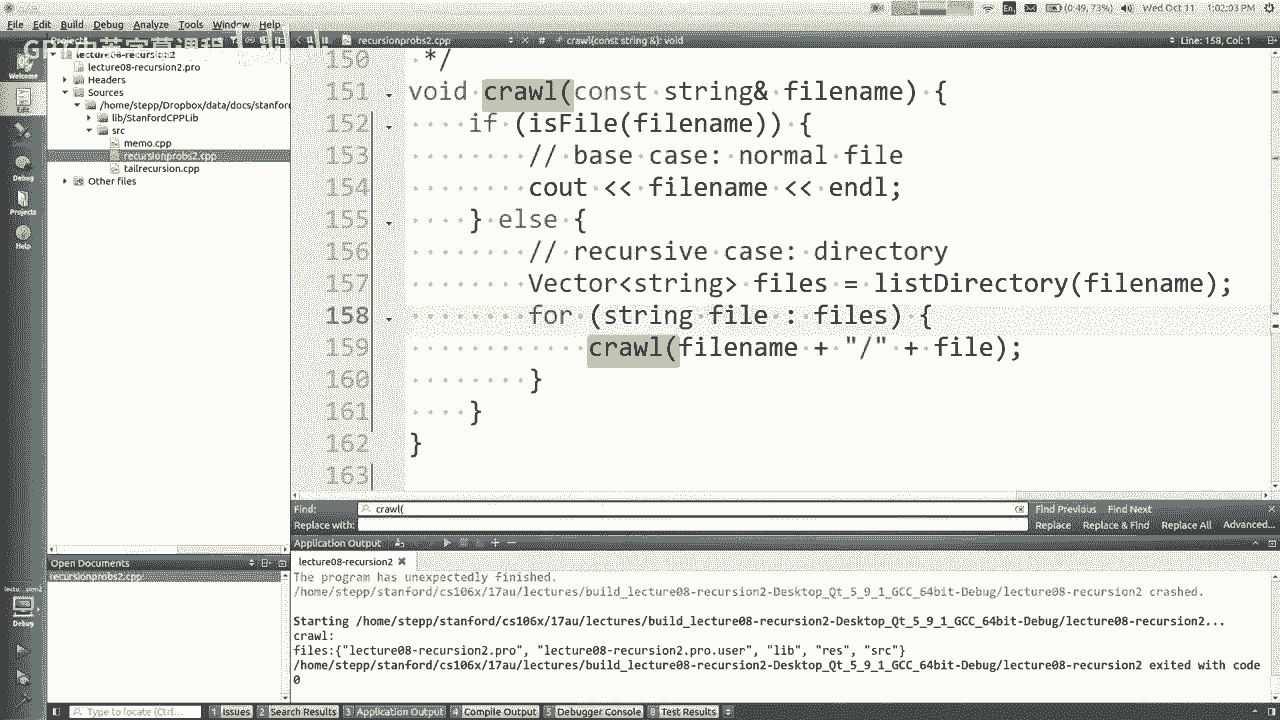 (0:49, 73%) Wed Oct 11 1:02:03 PM
File Edit Build Debug Analyze Tools Window Help
GPT中英字幕课程
recursionprobs2.cpp # crawl(const string &): void Line: 158, Col: 1
lecture08-recursion2
lecture08-recursion2.pro
Headers
Sources
/home/stepp/Dropbox/data/docs/stanford
lib/StanfordCPPLib
src
memo.cpp
recursionprobs2.cpp
tailrecursion.cpp
Other files
Welcome
Edit
Debug
Projects
Help
150 */
151 void crawl(const string& filename) {
152 if (isFile(filename)) {
153 // base case: normal file
154 cout << filename << endl;
155 } else {
156 // recursive case: directory
157 Vector<string> files = listDirectory(filename);
158 for (string file : files) {
159 crawl(filename + "/" + file);
160 }
161 }
162 }
163
Find: crawl( Find Previous Find Next
Replace with: Replace Replace & Find Replace All Advanced...
Application Output
Open Documents
recursionprobs2.cpp
lecture08-recursion2
The program has unexpectedly finished.
/home/stepp/stanford/cs106x/17au/lectures/build_lecture08-recursion2-Desktop_Qt_5_9_1_GCC_64bit-Debug/lecture08-recursion2 crashed.
Starting /home/stepp/stanford/cs106x/17au/lectures/build_lecture08-recursion2-Desktop_Qt_5_9_1_GCC_64bit-Debug/lecture08-recursion2...
crawl:
files:{"lecture08-recursion2.pro", "lecture08-recursion2.pro.user", "lib", "res", "src"}
/home/stepp/stanford/cs106x/17au/lectures/build_lecture08-recursion2-Desktop_Qt_5_9_1_GCC_64bit-Debug/lecture08-recursion2 exited with code
0
Debug
Type to locate (Ctrl... 1 Issues 2 Search Results 3 Application Output 4 Compile Output 5 Debugger Console 8 Test Results